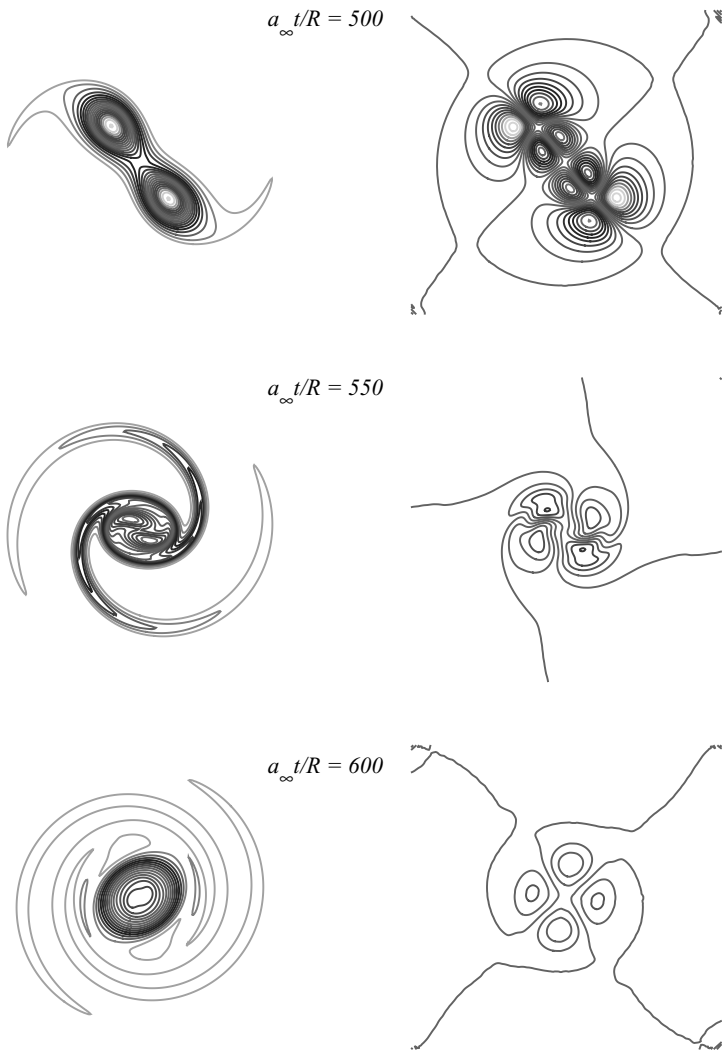 a∞t/R = 500
a∞t/R = 550
a∞t/R = 600